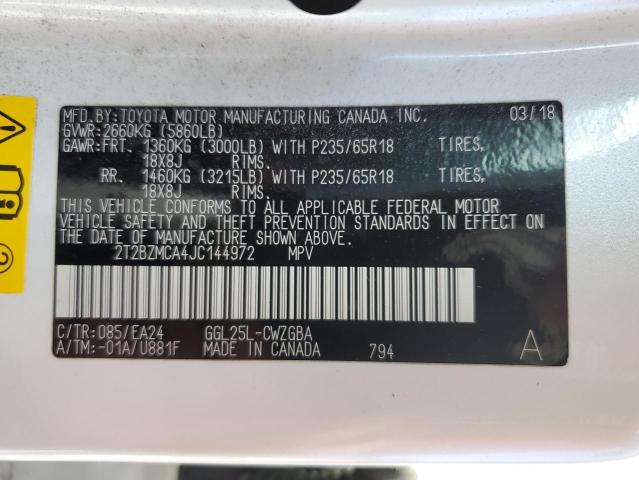 MFD.BY:TOYOTA MOTOR MANUFACTURING CANADA INC. 03/18
GVWR:2660KG (5860LB)
GAWR:FRT. 1360KG (3000LB) WITH P235/65R18 TIRES,
18X8J RIMS.
RR. 1460KG (3215LB) WITH P235/65R18 TIRES,
18X8J RIMS.
THIS VEHICLE CONFORMS TO ALL APPLICABLE FEDERAL MOTOR
VEHICLE SAFETY AND THEFT PREVENTION STANDARDS IN EFFECT ON
THE DATE OF MANUFACTURE SHOWN ABOVE.
2T2BZMCA4JC144972 MPV
C/TR:085/EA24 GGL25L-CWZGBA
A/TM:-01A/U881F MADE IN CANADA 794 A